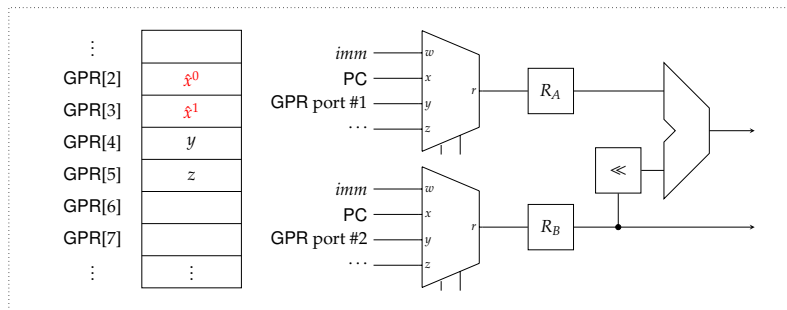 ⋮
GPR[2] x̂⁰
GPR[3] x̂¹
GPR[4] y
GPR[5] z
GPR[6]
GPR[7]
⋮ ⋮
imm w
PC x
GPR port #1 y
⋯ z
r
R_A
≪
imm w
PC x
GPR port #2 y
⋯ z
r
R_B